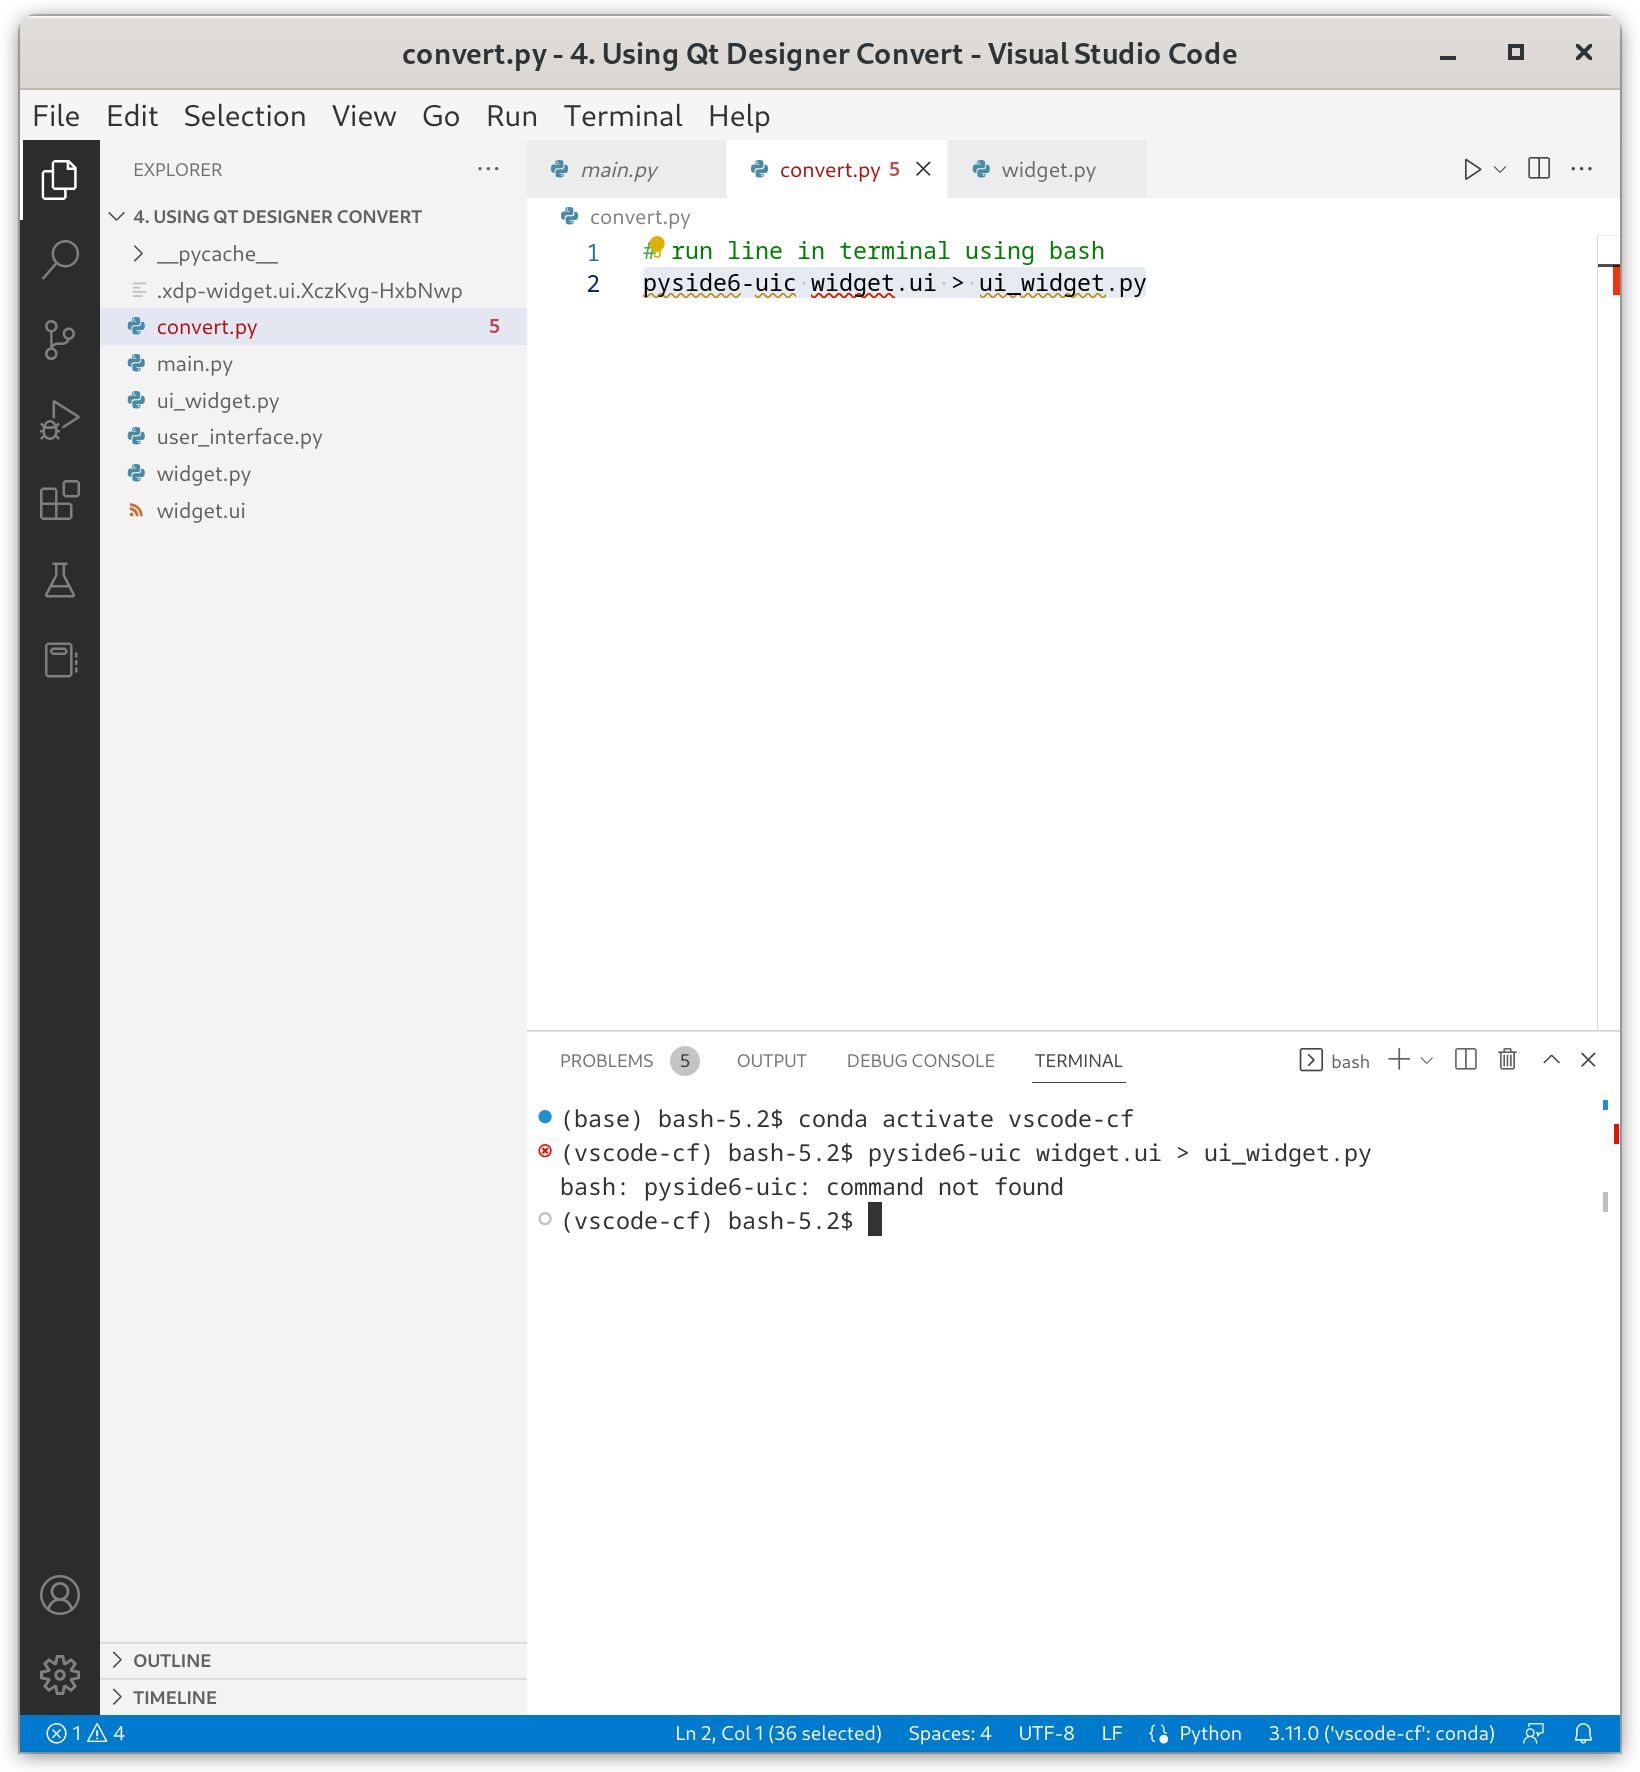 convert.py - 4. Using Qt Designer Convert - Visual Studio Code
File Edit Selection View Go Run Terminal Help
EXPLORER
4. USING QT DESIGNER CONVERT
__pycache__
.xdp-widget.ui.XczKvg-HxbNwp
convert.py 5
main.py
ui_widget.py
user_interface.py
widget.py
widget.ui
OUTLINE
TIMELINE
main.py convert.py 5 widget.py
convert.py
1 # run line in terminal using bash
2 pyside6-uic widget.ui > ui_widget.py
PROBLEMS 5 OUTPUT DEBUG CONSOLE TERMINAL bash
(base) bash-5.2$ conda activate vscode-cf
(vscode-cf) bash-5.2$ pyside6-uic widget.ui > ui_widget.py
bash: pyside6-uic: command not found
(vscode-cf) bash-5.2$
1 4 Ln 2, Col 1 (36 selected) Spaces: 4 UTF-8 LF Python 3.11.0 ('vscode-cf': conda)